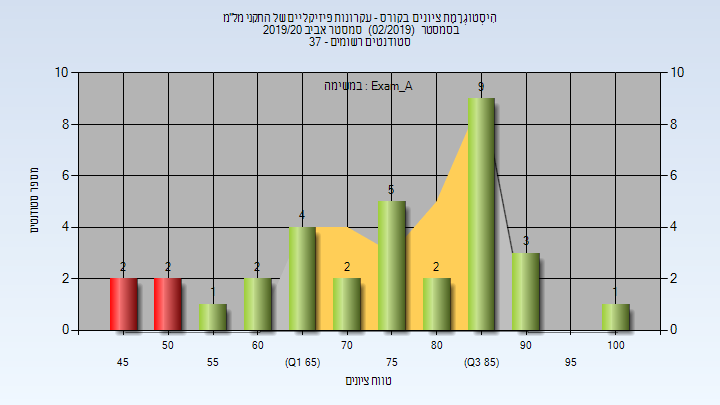 הִיסְטוֹגְרַמַת ציונים בקורס - עקרונות פיזיקליים של התקני מל"מ
בסמסטר (02/2019) סמסטר אביב 2019/20
סטודנטים רשומים - 37
במשימה : Exam_A
מספר סטודנטים
10 8 6 4 2 0
10 8 6 4 2 0
2 2 1 2 4 2 5 2 9 3 1
50 60 70 80 90 100
45 55 (Q1 65) 75 (Q3 85) 95
טווח ציונים